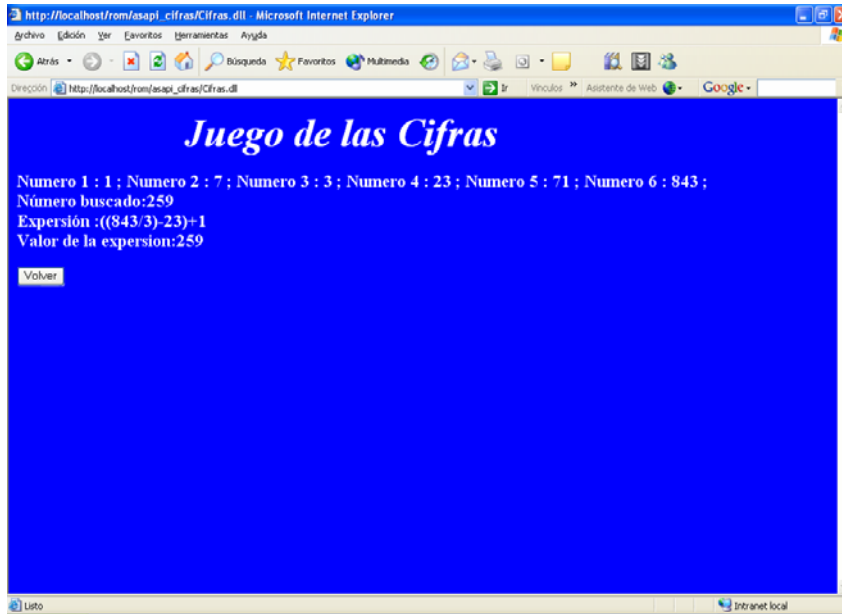 http://localhost/rom/asapi_cifras/Cifras.dll - Microsoft Internet Explorer
Archivo Edición Ver Favoritos Herramientas Ayuda
Atrás Búsqueda Favoritos Multimedia
Dirección http://localhost/rom/asapi_cifras/Cifras.dll Ir Vínculos » Asistente de Web Google
Juego de las Cifras
Numero 1 : 1 ; Numero 2 : 7 ; Numero 3 : 3 ; Numero 4 : 23 ; Numero 5 : 71 ; Numero 6 : 843 ;
Número buscado:259
Expersión :((843/3)-23)+1
Valor de la expersion:259
Volver
Listo Intranet local